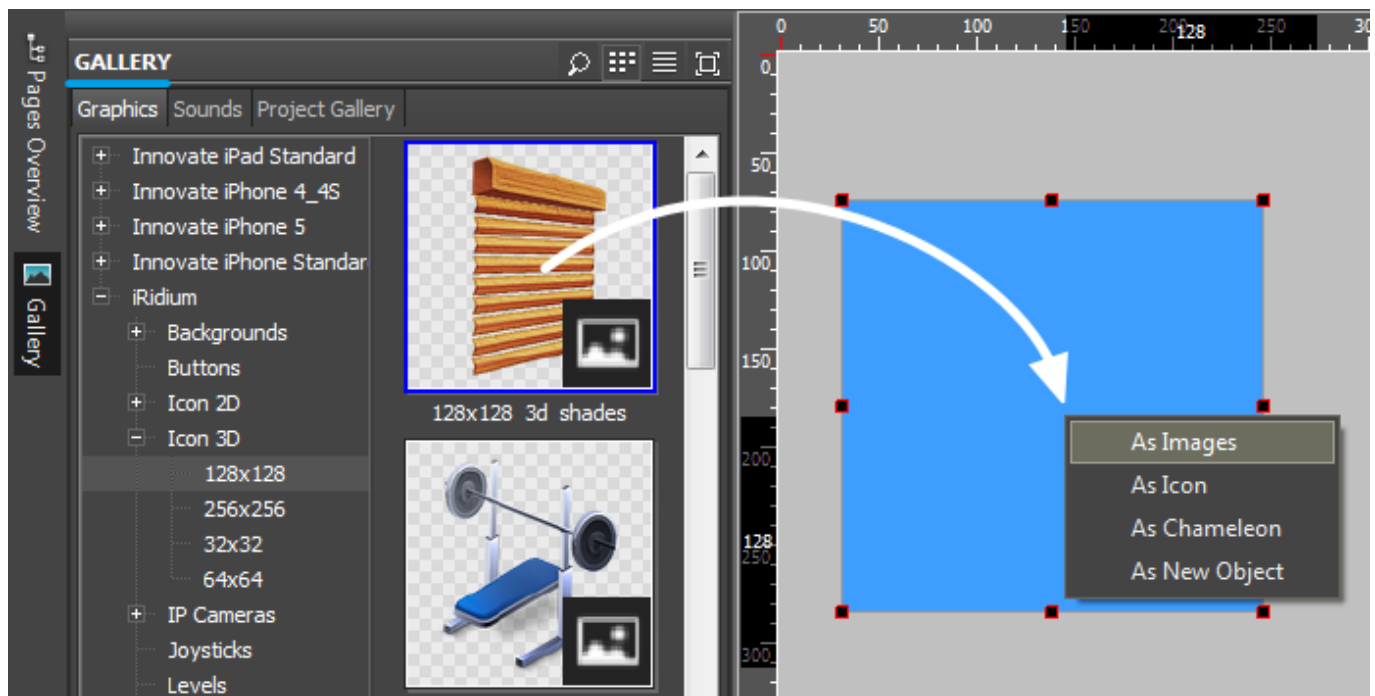 Pages Overview
Gallery
GALLERY
Graphics Sounds Project Gallery
Innovate iPad Standard
Innovate iPhone 4_4S
Innovate iPhone 5
Innovate iPhone Standar
iRidium
Backgrounds
Buttons
Icon 2D
Icon 3D
128x128
256x256
32x32
64x64
IP Cameras
Joysticks
Levels
128x128 3d shades
0 50 100 150 200 128 250 30
0
50
100
150
200
128
250
300
As Images
As Icon
As Chameleon
As New Object